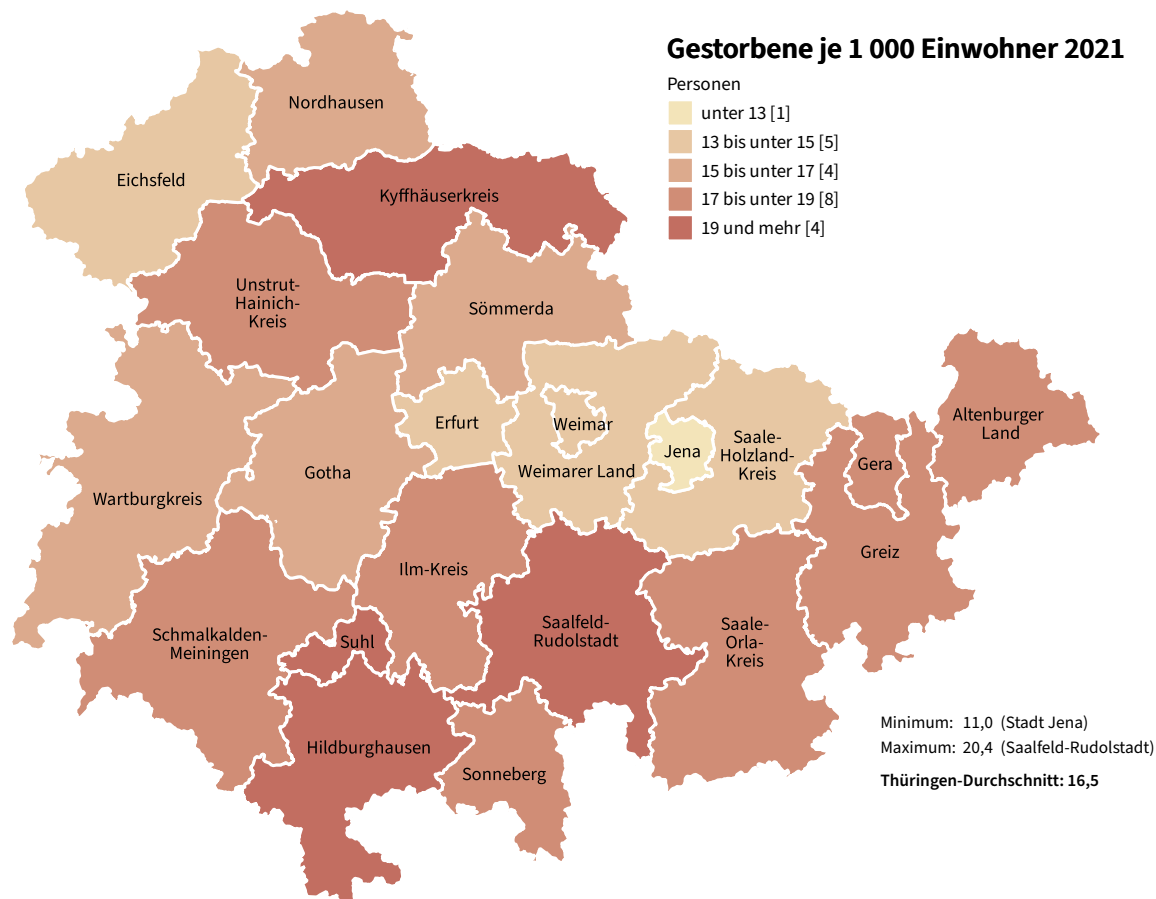 Gestorbene je 1 000 Einwohner 2021
Personen
unter 13 [1]
13 bis unter 15 [5]
15 bis unter 17 [4]
17 bis unter 19 [8]
19 und mehr [4]
Nordhausen
Eichsfeld
Kyffhäuserkreis
Unstrut-
Hainich-
Kreis
Sömmerda
Erfurt
Weimar
Weimarer Land
Jena
Saale-
Holzland-
Kreis
Altenburger
Land
Gera
Greiz
Wartburgkreis
Gotha
Ilm-Kreis
Schmalkalden-
Meiningen
Suhl
Saalfeld-
Rudolstadt
Saale-
Orla-
Kreis
Hildburghausen
Sonneberg
Minimum: 11,0 (Stadt Jena)
Maximum: 20,4 (Saalfeld-Rudolstadt)
Thüringen-Durchschnitt: 16,5